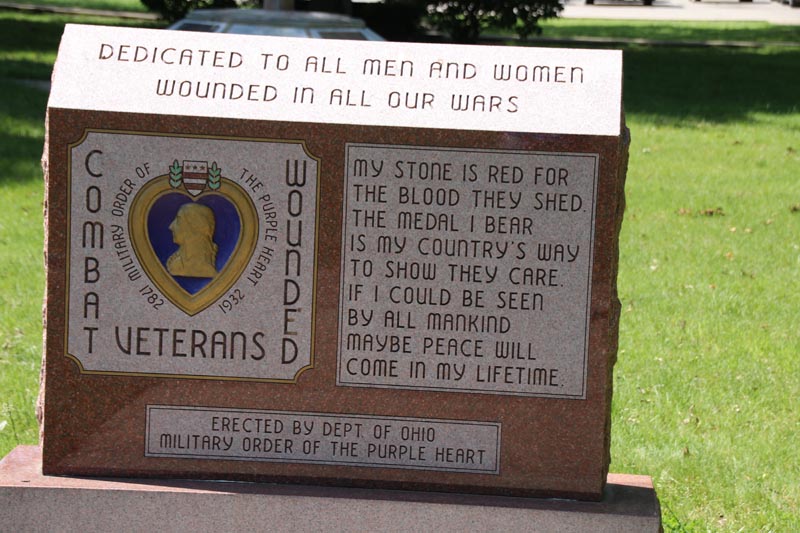 DEDICATED TO ALL MEN AND WOMEN
WOUNDED IN ALL OUR WARS
COMBAT
WOUNDED
VETERANS
MILITARY ORDER OF
THE PURPLE HEART
1782
1932
MY STONE IS RED FOR
THE BLOOD THEY SHED.
THE MEDAL I BEAR
IS MY COUNTRY'S WAY
TO SHOW THEY CARE.
IF I COULD BE SEEN
BY ALL MANKIND
MAYBE PEACE WILL
COME IN MY LIFETIME.
ERECTED BY DEPT OF OHIO
MILITARY ORDER OF THE PURPLE HEART